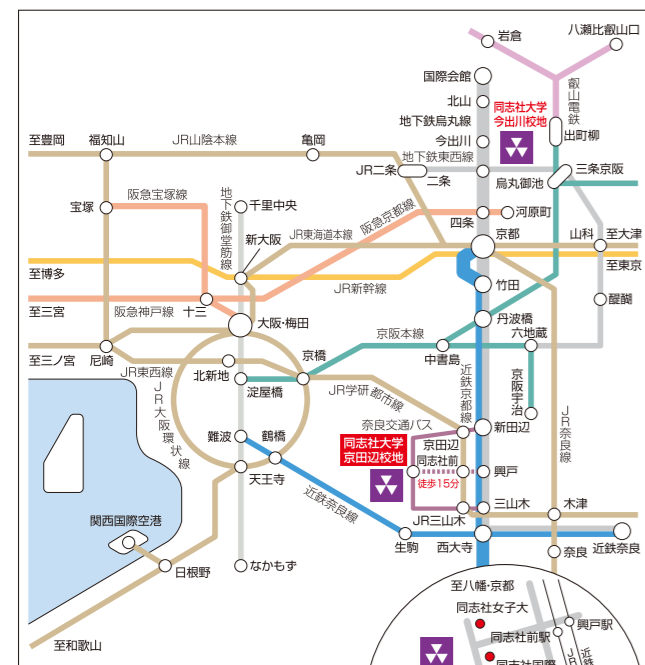 八瀬比叡山口
岩倉
国際会館
叡山電鉄
北山
同志社大学
今出川校地
地下鉄烏丸線
出町柳
今出川
至豊岡
福知山
JR山陰本線
亀岡
地下鉄東西線
JR二条
二条
烏丸御池
三条京阪
宝塚
阪急宝塚線
地下鉄御堂筋線
千里中央
阪急京都線
四条
河原町
新大阪
JR東海道本線
京都
山科
至大津
至博多
至東京
JR新幹線
竹田
醍醐
至三宮
阪急神戸線
十三
大阪・梅田
丹波橋
京阪本線
六地蔵
至三ノ宮
尼崎
京橋
中書島
JR東西線
北新地
淀屋橋
JR学研都市線
近鉄京都線
京阪宇治
JR奈良線
JR大阪環状線
奈良交通バス
新田辺
難波
鶴橋
同志社大学
京田辺校地
京田辺
同志社前
興戸
徒歩15分
天王寺
近鉄奈良線
三山木
木津
JR三山木
関西国際空港
生駒
西大寺
近鉄奈良
奈良
日根野
なかもず
至八幡・京都
同志社女子大
興戸駅
同志社前駅
至和歌山
同志社国際
JR
近鉄